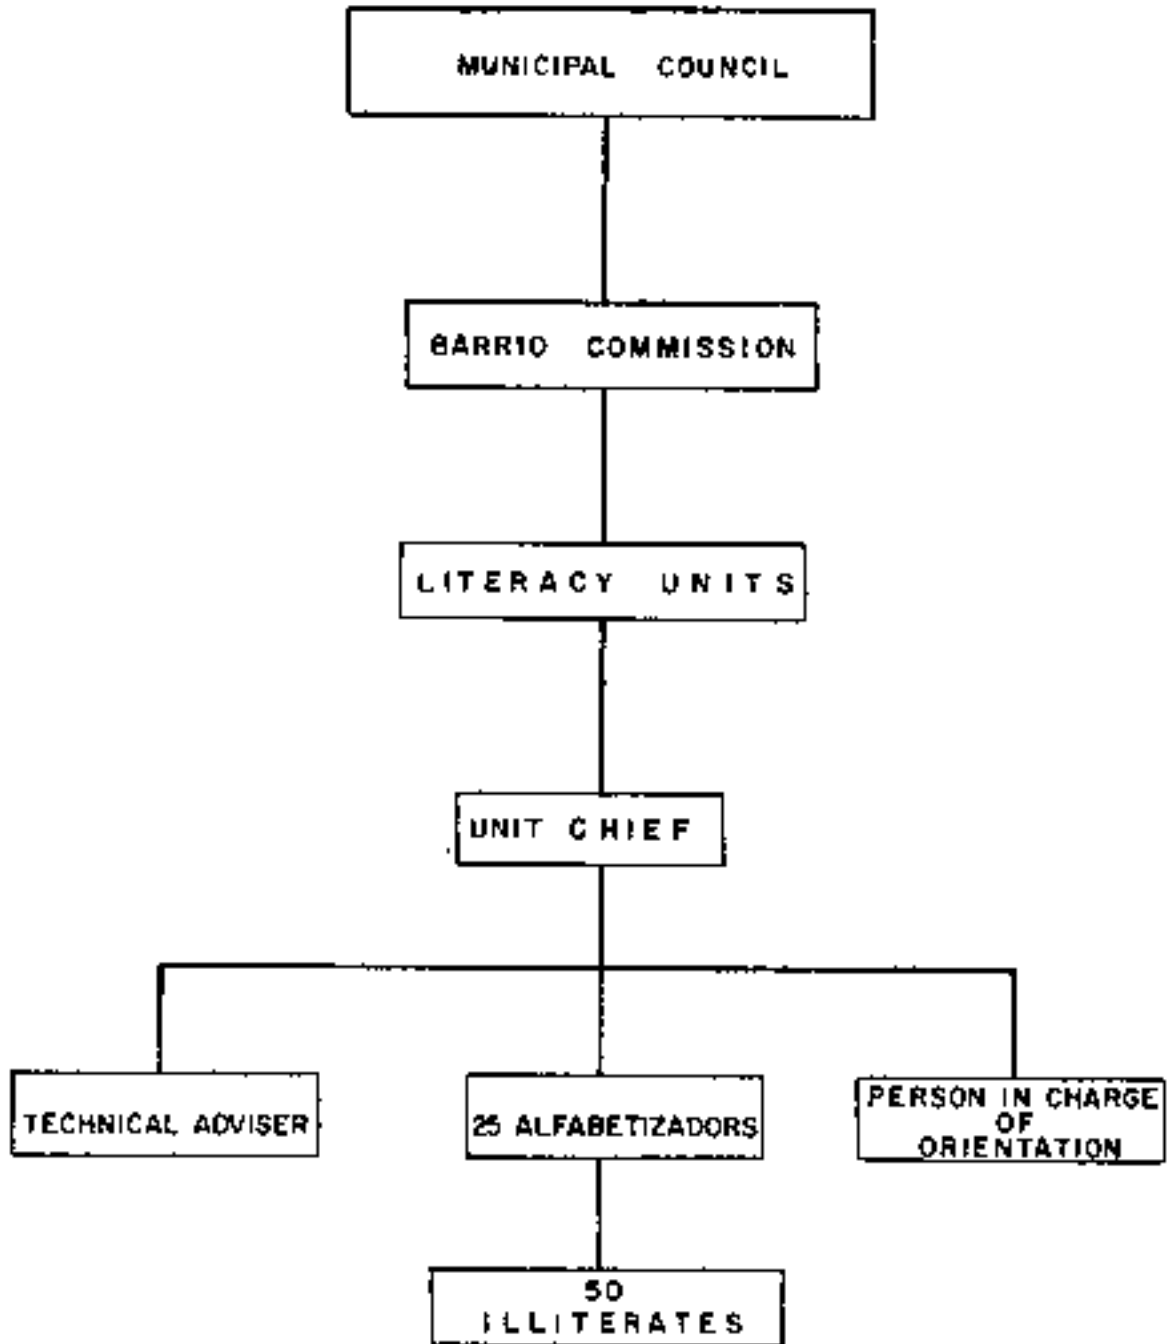 MUNICIPAL COUNCIL
BARRIO COMMISSION
LITERACY UNITS
UNIT CHIEF
TECHNICAL ADVISER
25 ALFABETIZADORS
PERSON IN CHARGE
OF
ORIENTATION
50
ILLITERATES